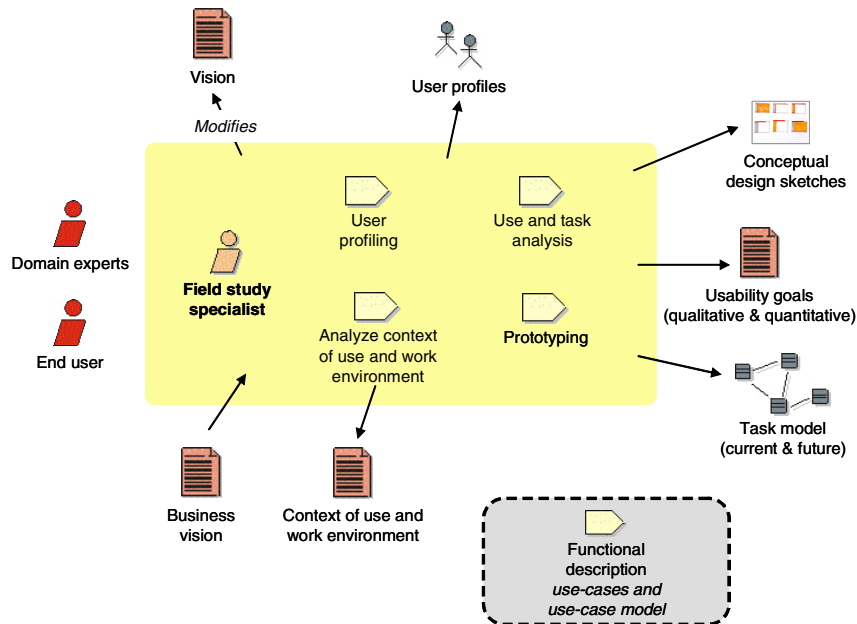 Vision
User profiles
Modifies
Conceptual
design sketches
User
profiling
Use and task
analysis
Domain experts
Field study
specialist
Usability goals
(qualitative & quantitative)
End user
Analyze context
of use and work
environment
Prototyping
Task model
(current & future)
Business
vision
Context of use and
work environment
Functional
description
use-cases and
use-case model